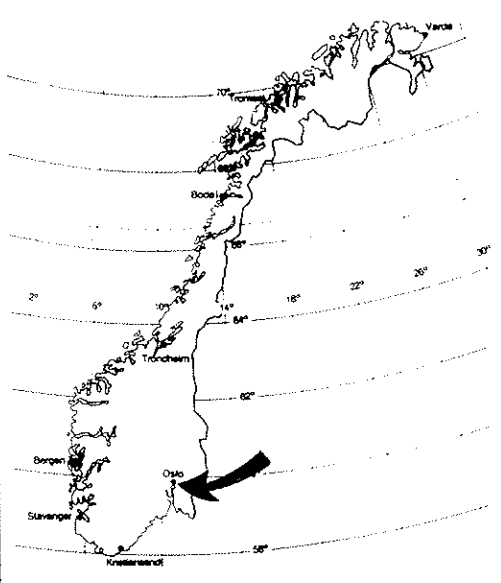 Vardø
70°
Tromsø
Bodø
66°
30°
26°
22°
18°
2°
6°
10°
14°
64°
Trondheim
62°
Bergen
Oslo
Stavanger
58°
Kristiansand